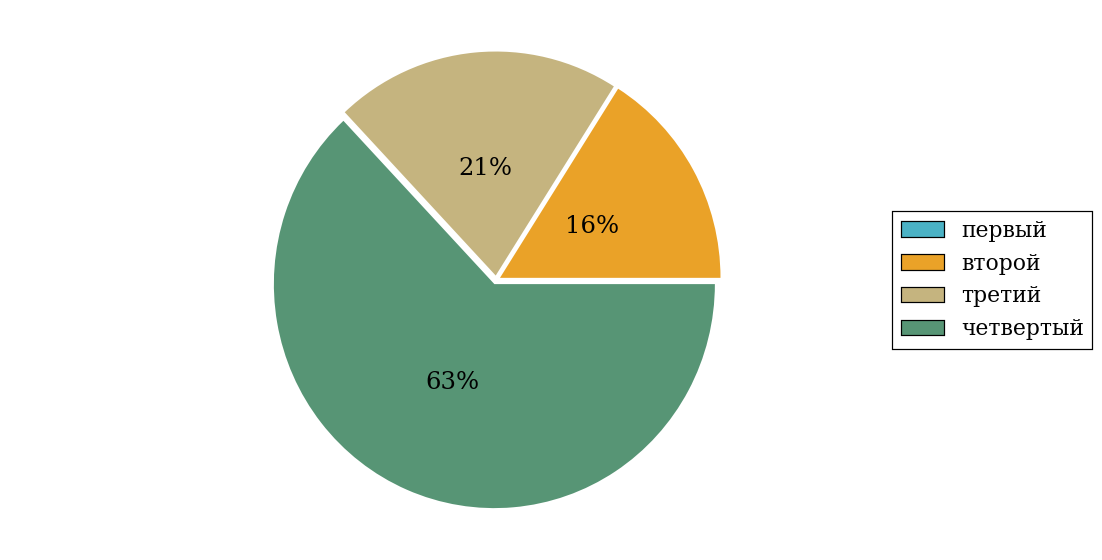 21%
16%
63%
первый
второй
третий
четвертый